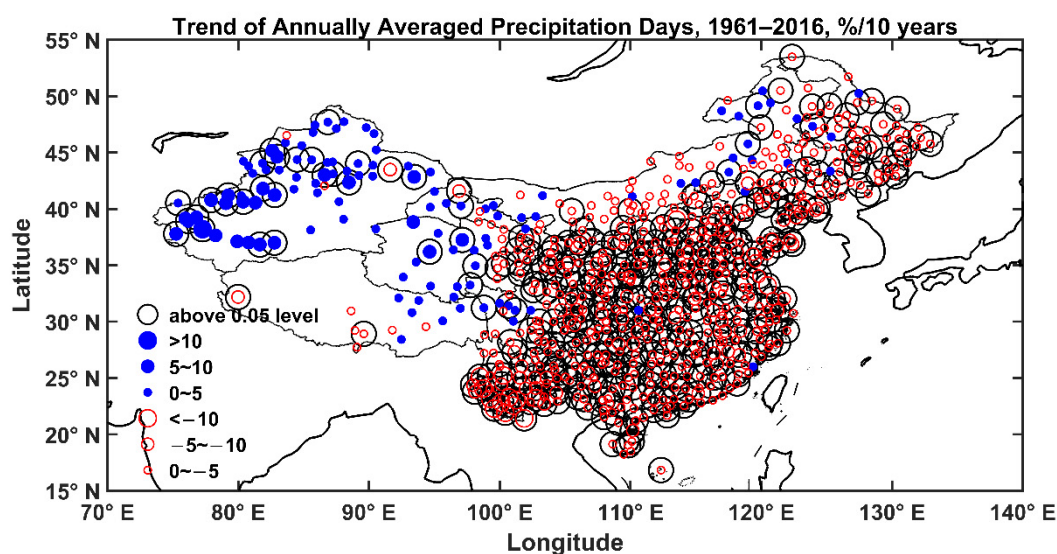 Trend of Annually Averaged Precipitation Days, 1961–2016, %/10 years
55° N
50° N
45° N
40° N
35° N
30° N
25° N
20° N
15° N
Latitude
above 0.05 level
>10
5~10
0~5
<−10
−5~−10
0~−5
70° E 80° E 90° E 100° E 110° E 120° E 130° E 140° E
Longitude